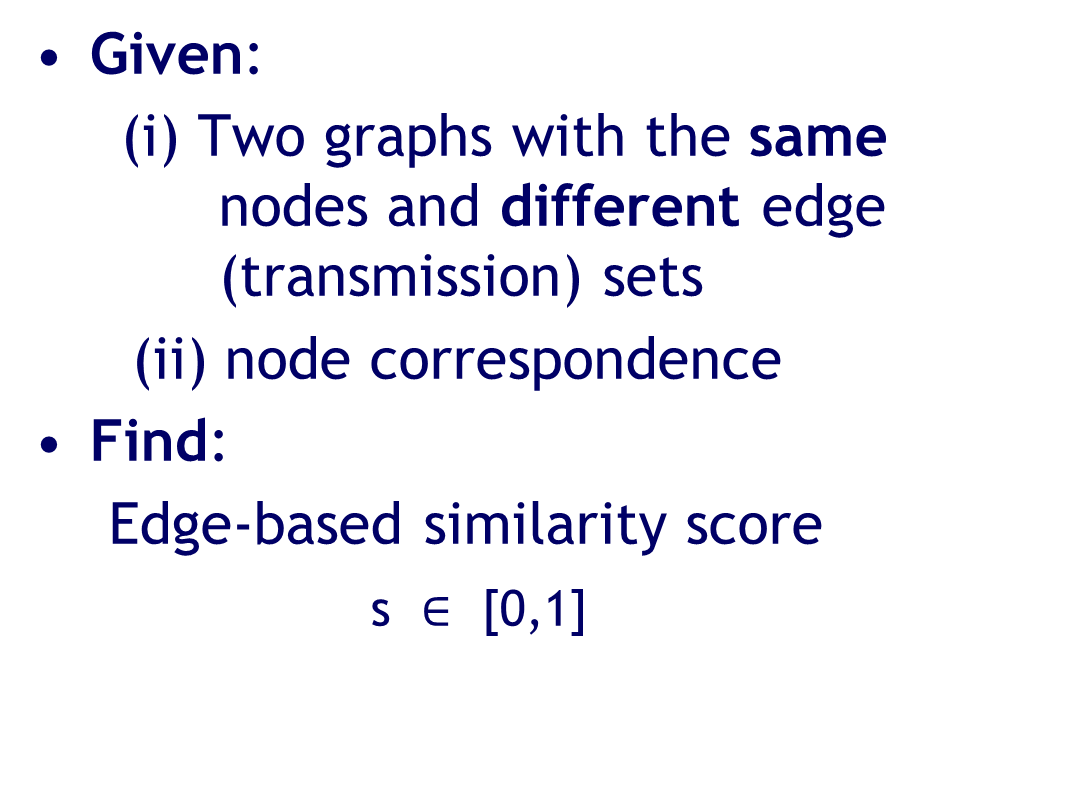 • Given:
(i) Two graphs with the same
nodes and different edge
(transmission) sets
(ii) node correspondence
• Find:
Edge-based similarity score
s ∈ [0,1]